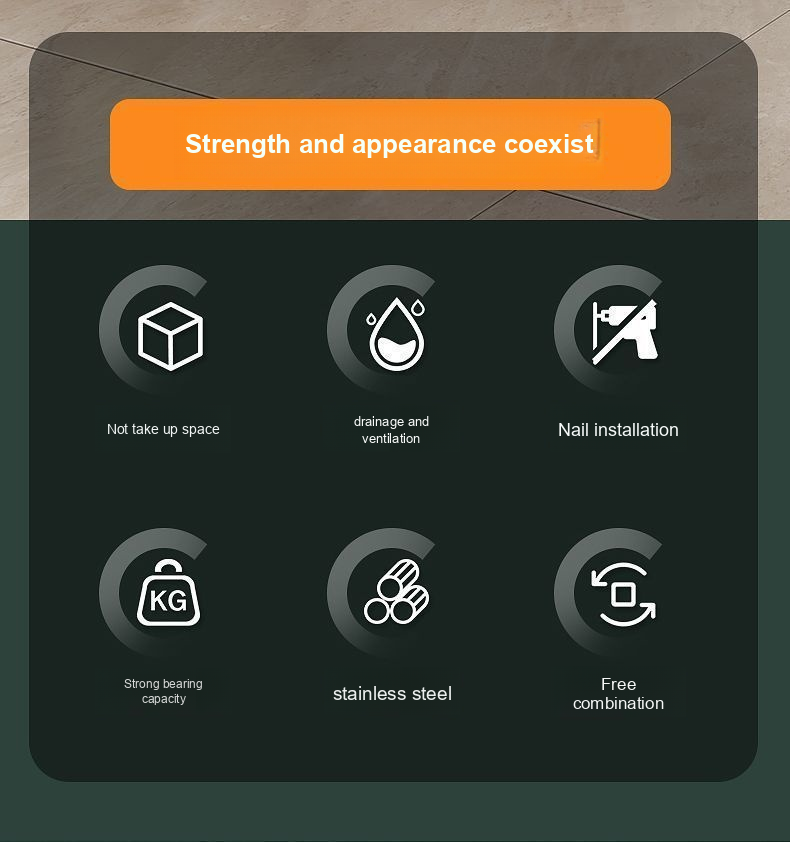 Strength and appearance coexist
Not take up space
drainage and
ventilation
Nail installation
KG
Strong bearing
capacity
stainless steel
Free
combination